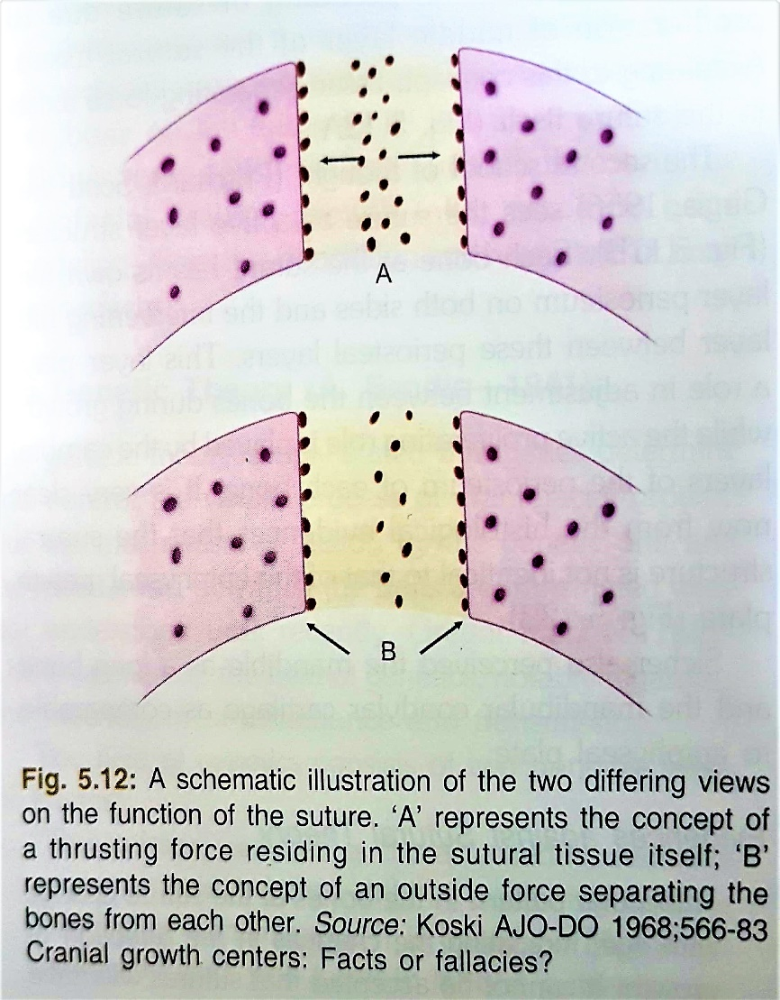 A
B
Fig. 5.12: A schematic illustration of the two differing views
on the function of the suture. ‘A’ represents the concept of
a thrusting force residing in the sutural tissue itself; ‘B’
represents the concept of an outside force separating the
bones from each other. Source: Koski AJO-DO 1968;566-83
Cranial growth centers: Facts or fallacies?